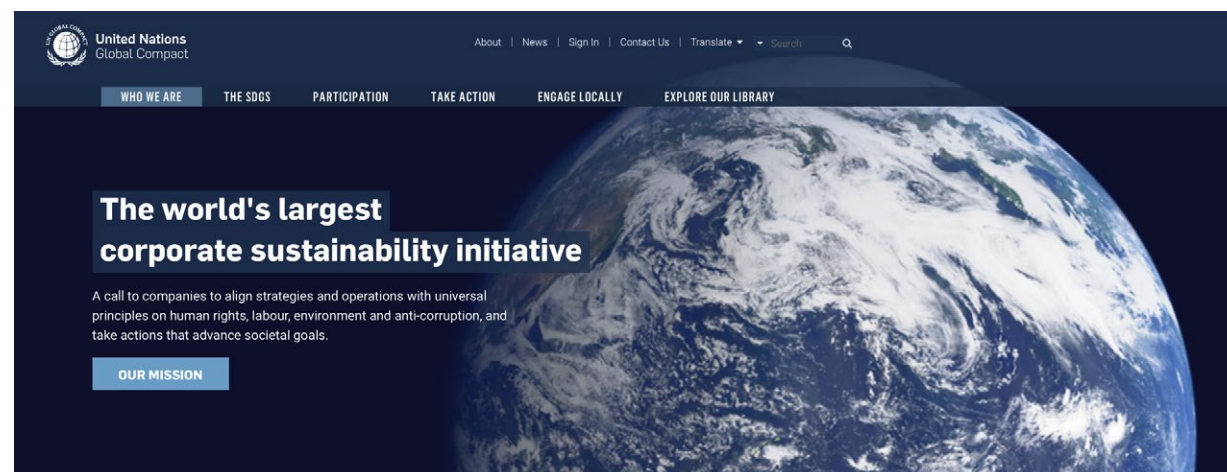 United Nations
Global Compact
About | News | Sign In | Contact Us | Translate Search
WHO WE ARE THE SDGS PARTICIPATION TAKE ACTION ENGAGE LOCALLY EXPLORE OUR LIBRARY
The world's largest
corporate sustainability initiative
A call to companies to align strategies and operations with universal
principles on human rights, labour, environment and anti-corruption, and
take actions that advance societal goals.
OUR MISSION